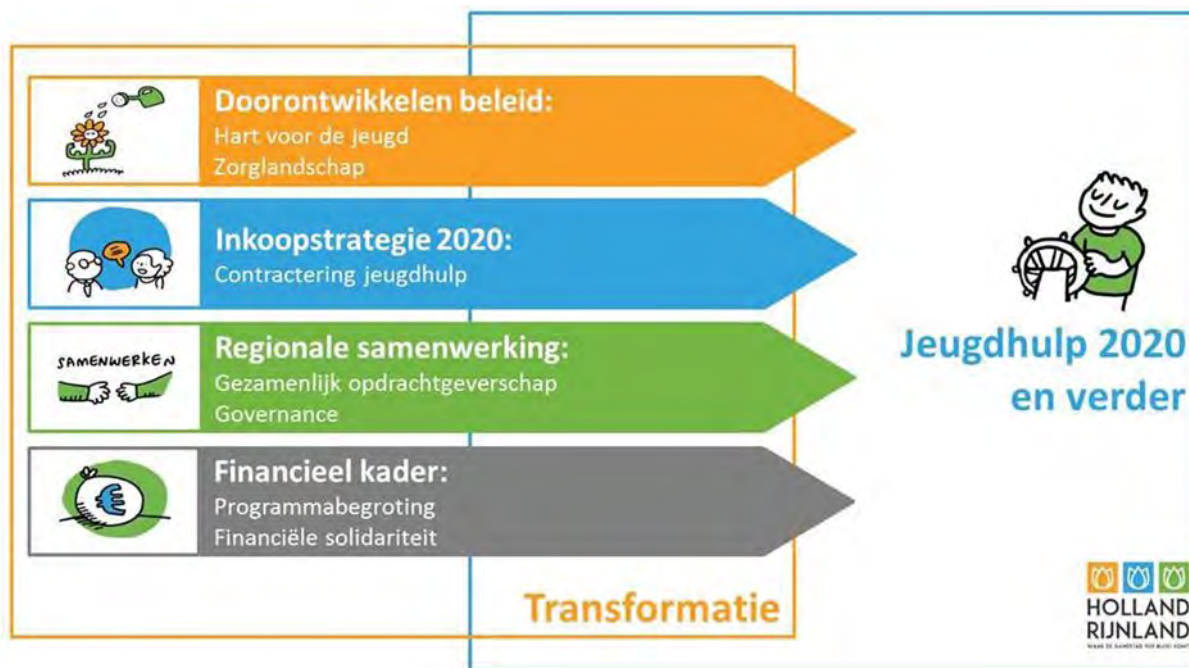 Doorontwikkelen beleid:
Hart voor de jeugd
Zorglandschap
Inkoopstrategie 2020:
Contractering jeugdhulp
SAMENWERKEN
Regionale samenwerking:
Gezamenlijk opdrachtgeverschap
Governance
€
Financieel kader:
Programmabegroting
Financiële solidariteit
Transformatie
Jeugdhulp 2020
en verder
HOLLAND
RIJNLAND